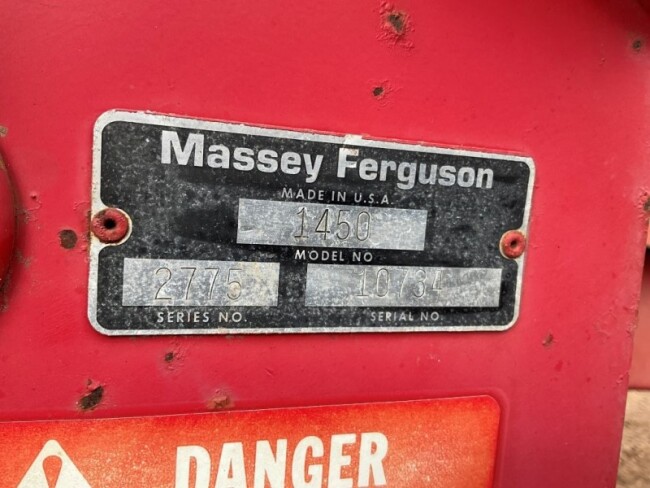 Massey Ferguson
MADE IN U.S.A.
1450
MODEL NO
2775 10734
SERIES NO. SERIAL NO.
DANGER